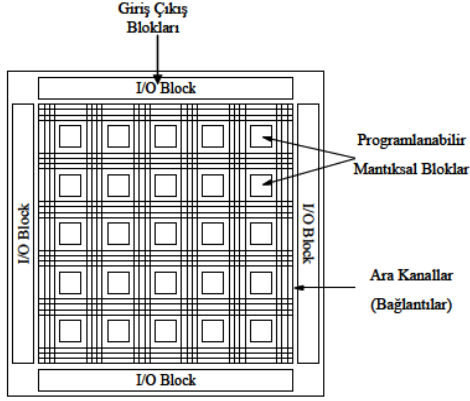 Giriş Çıkış
Blokları
I/O Block
I/O Block
I/O Block
I/O Block
Programlanabilir
Mantıksal Bloklar
Ara Kanallar
(Bağlantılar)